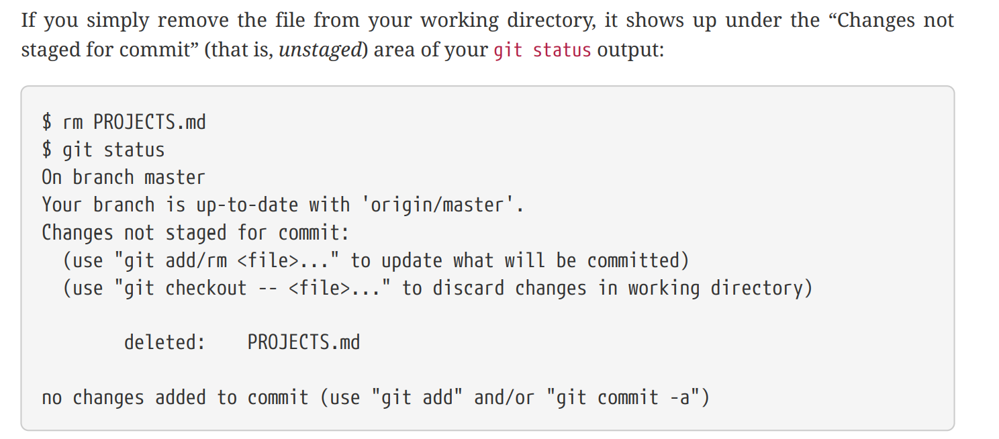 If you simply remove the file from your working directory, it shows up under the “Changes not
staged for commit” (that is, unstaged) area of your git status output:
$ rm PROJECTS.md
$ git status
On branch master
Your branch is up-to-date with 'origin/master'.
Changes not staged for commit:
  (use "git add/rm <file>..." to update what will be committed)
  (use "git checkout -- <file>..." to discard changes in working directory)
        deleted:    PROJECTS.md
no changes added to commit (use "git add" and/or "git commit -a")